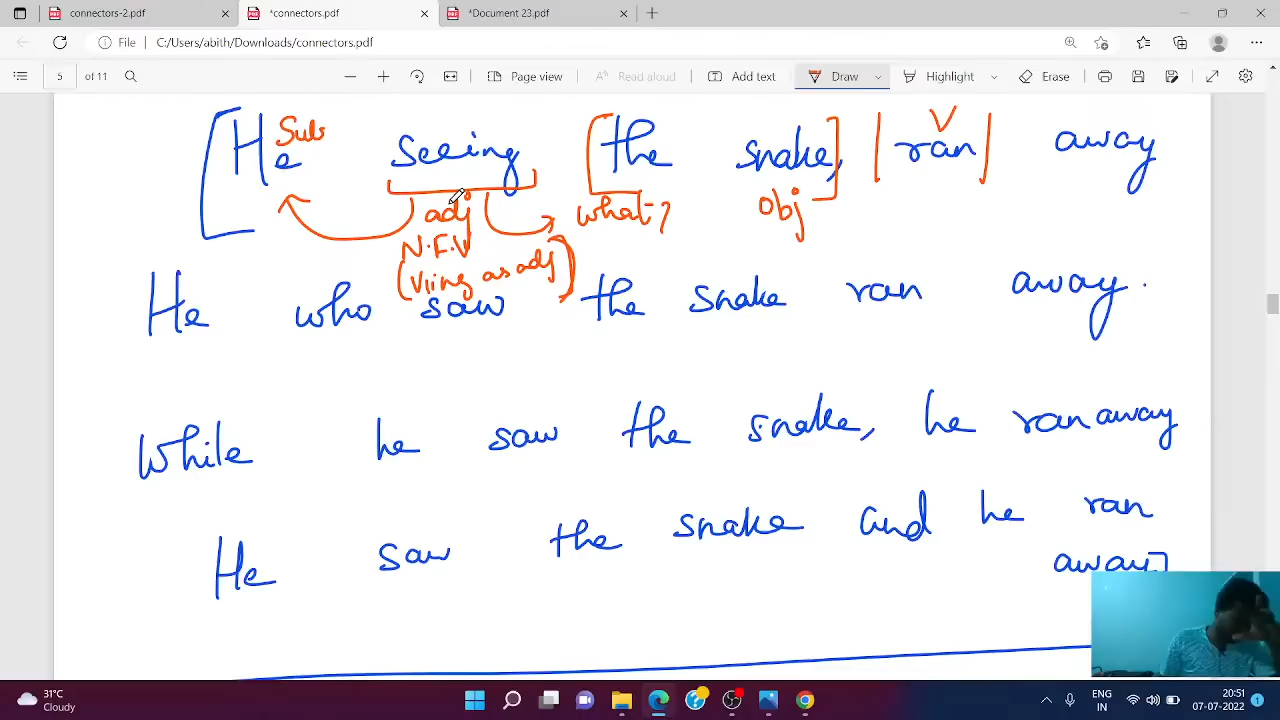 connectors-2.pdf
*connectors.pdf
*Document 23.pdf
File C:/Users/abith/Downloads/connectors.pdf
5 of 11 Page view Read aloud Add text Draw Highlight Erase
Sub V
[He seeing [the snake,] |ran| away
adj what? Obj
N.F.V
(V1ing as adj)
He who saw the snake ran away.
While he saw the snake, he ran away
He saw the snake and he ran
away
31°C
Cloudy
ENG
IN
20:51
07-07-2022
1